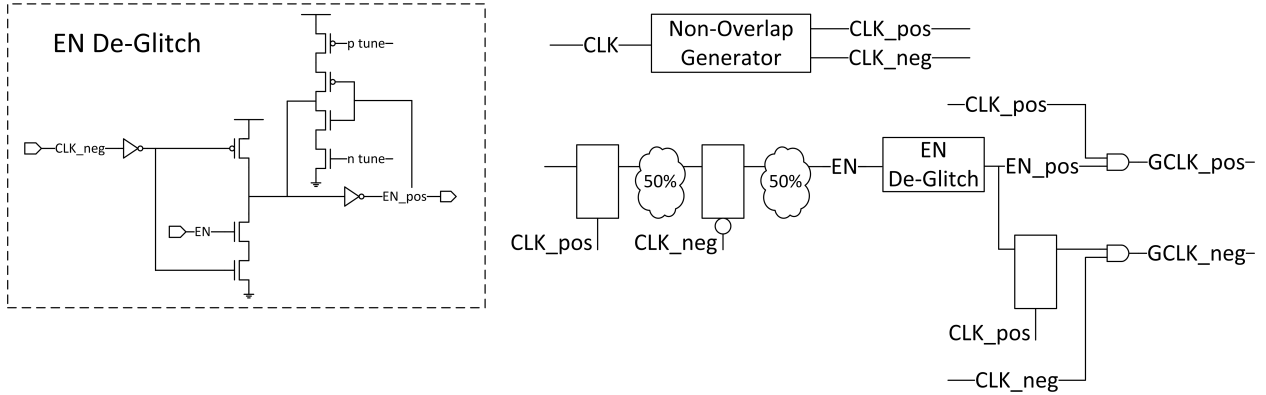 EN De-Glitch
p tune
CLK_neg
n tune
EN_pos
EN
CLK
Non-Overlap
Generator
CLK_pos
CLK_neg
CLK_pos
50%
50%
EN
EN
De-Glitch
EN_pos
GCLK_pos
CLK_pos
CLK_neg
GCLK_neg
CLK_pos
CLK_neg